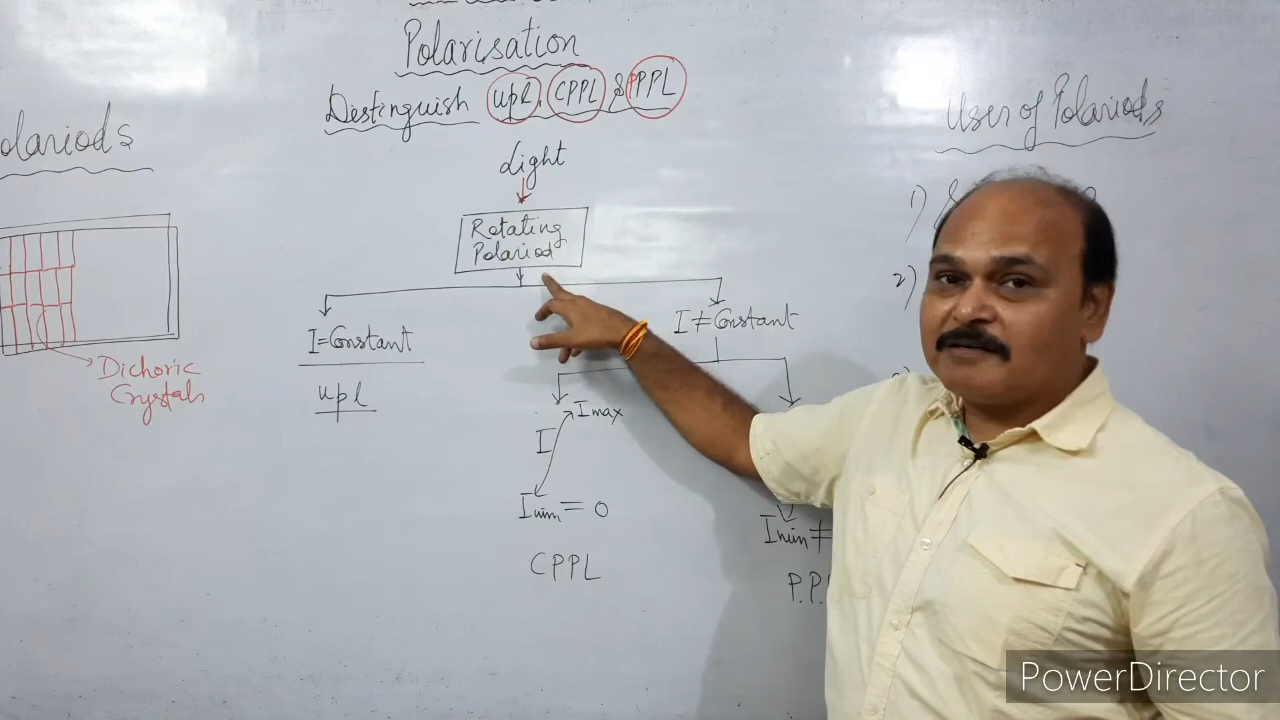 Polarisation
Destinguish upl, CPPL & PPPL
Light
Rotating
Polariod
I=Constant
upl
I≠Constant
Imax
I
Imin = 0
CPPL
Imin ≠
P.P.
olariods
Dichoric
Crystals
Uses of Polariods
1)
2)
PowerDirector